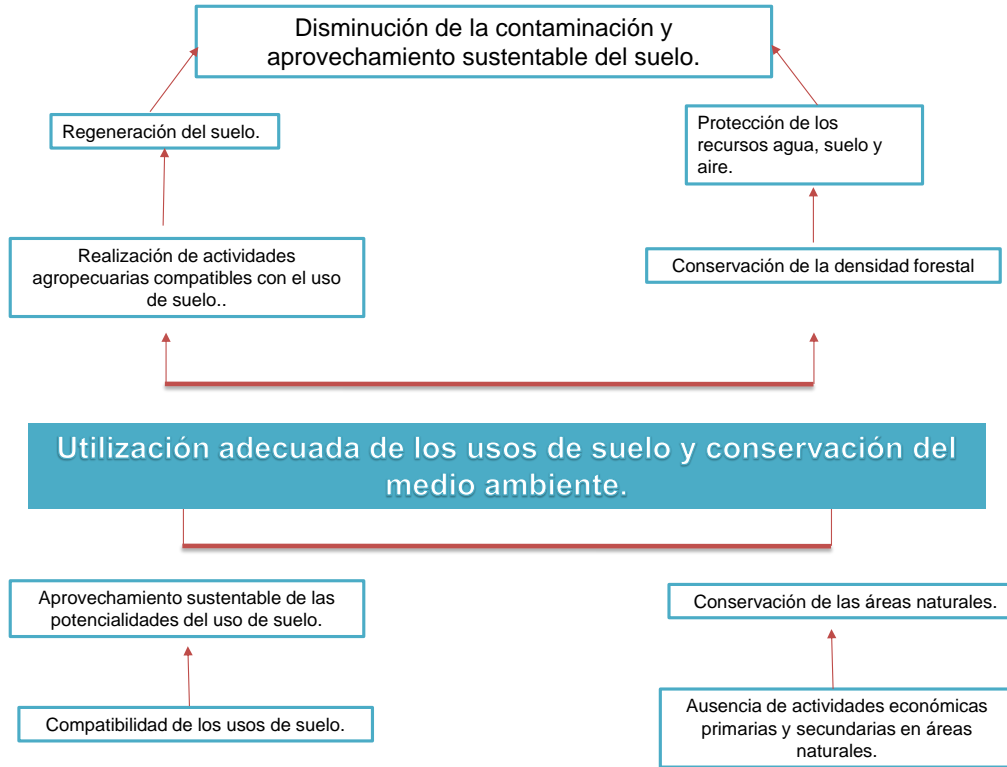 Disminución de la contaminación y
aprovechamiento sustentable del suelo.
Regeneración del suelo.
Protección de los
recursos agua, suelo y
aire.
Realización de actividades
agropecuarias compatibles con el uso
de suelo..
Conservación de la densidad forestal
Utilización adecuada de los usos de suelo y conservación del
medio ambiente.
Aprovechamiento sustentable de las
potencialidades del uso de suelo.
Conservación de las áreas naturales.
Compatibilidad de los usos de suelo.
Ausencia de actividades económicas
primarias y secundarias en áreas
naturales.